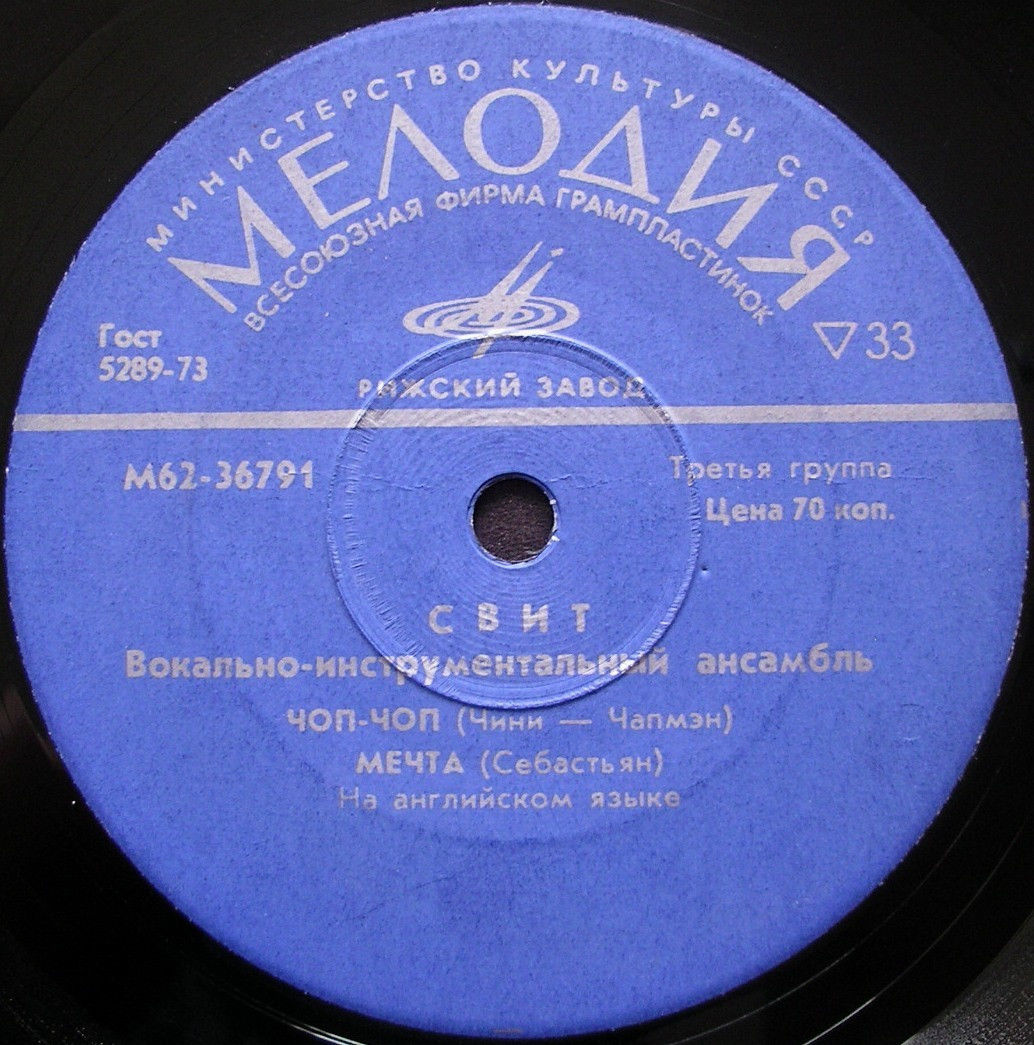 МИНИСТЕРСТВО КУЛЬТУРЫ СССР
МЕЛОДИЯ
ВСЕСОЮЗНАЯ ФИРМА ГРАМПЛАСТИНОК
Гост
5289-73
33
РИЖСКИЙ ЗАВОД
М62-36791
Третья группа
Цена 70 коп.
СВИТ
Вокально-инструментальный ансамбль
ЧОП-ЧОП (Чини — Чапмэн)
МЕЧТА (Себастьян)
На английском языке